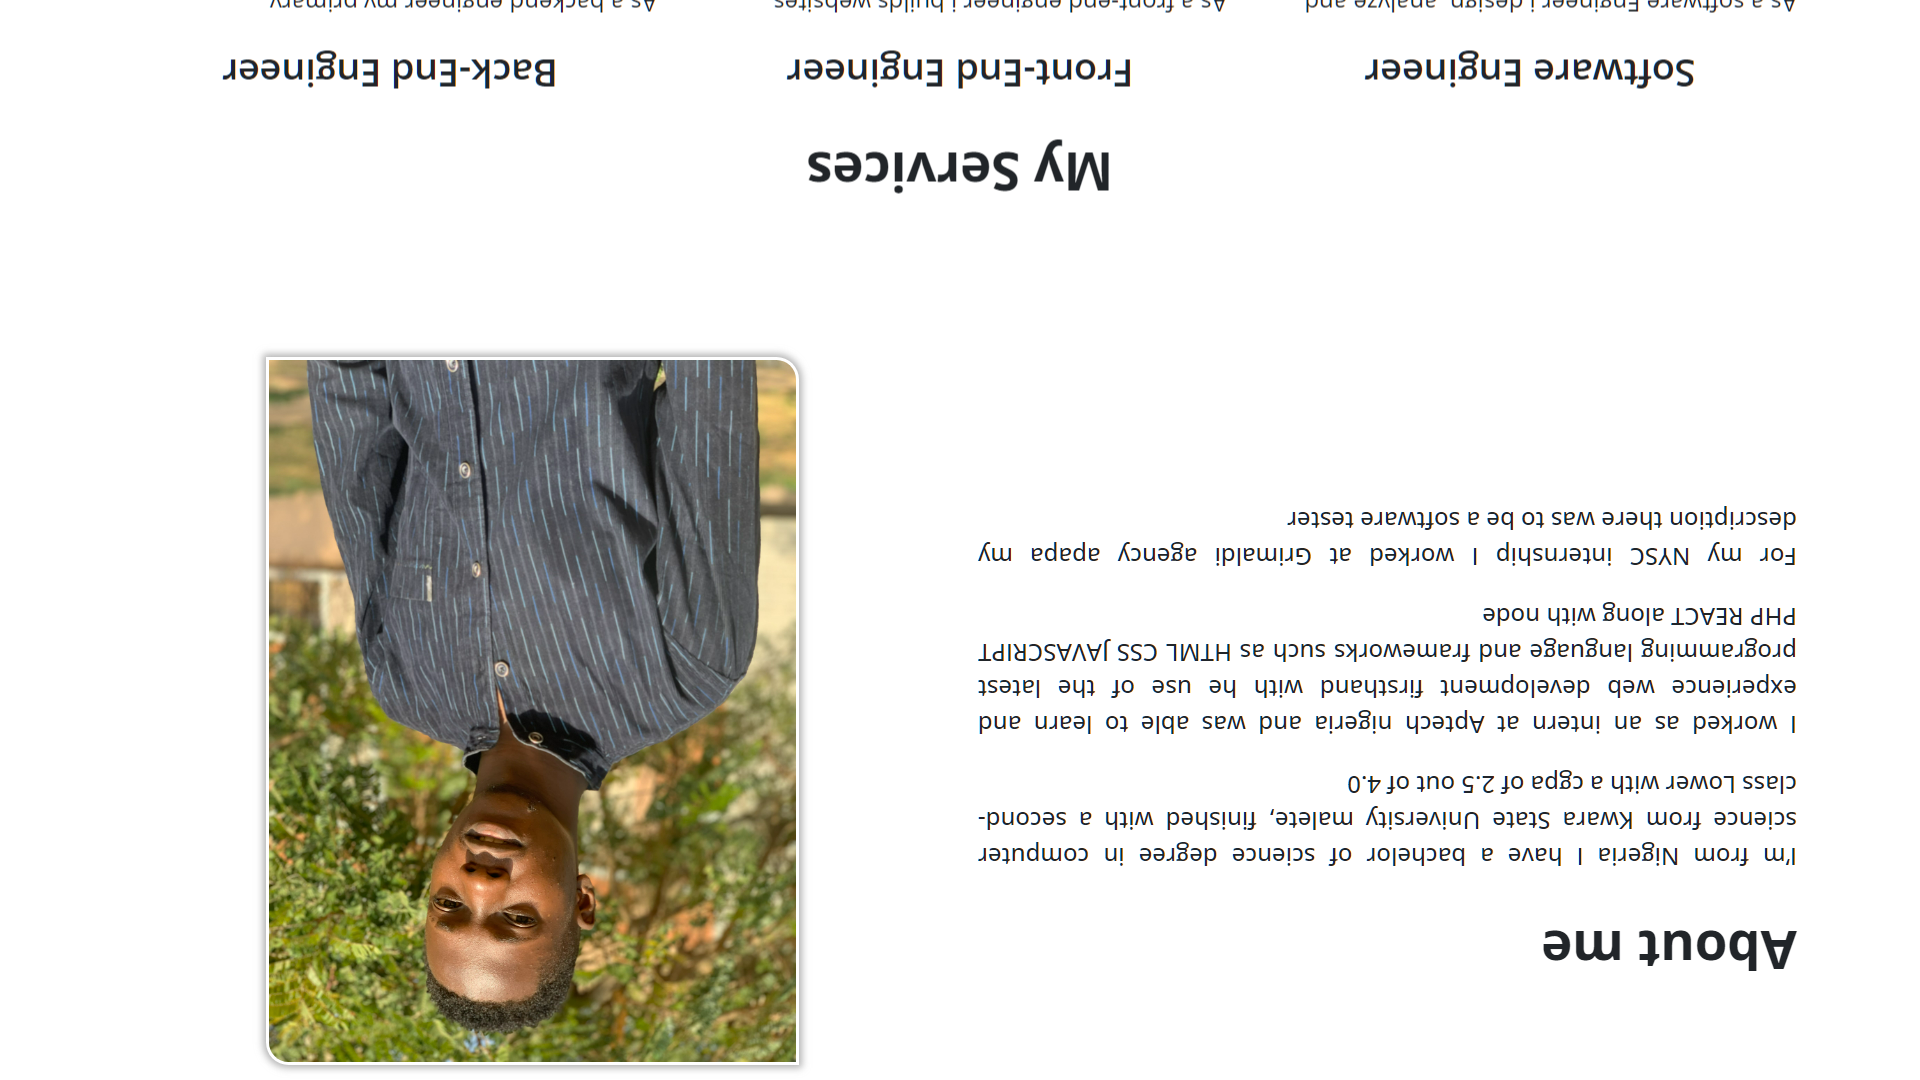 About me
I'm from Nigeria I have a bachelor of science degree in computer
science from Kwara State University malete, finished with a second-
class Lower with a cgpa of 2.5 out of 4.0
I worked as an intern at Aptech nigeria and was able to learn and
experience web development firsthand with he use of the latest
programming language and frameworks such as HTML CSS JAVASCRIPT
PHP REACT along with node
For my NYSC internship I worked at Grimaldi agency apapa my
description there was to be a software tester
My Services
Software Engineer
Front-End Engineer
Back-End Engineer
As a software Engineer i design, analyze and
As a front-end engineer i builds websites
As a backend engineer my primary